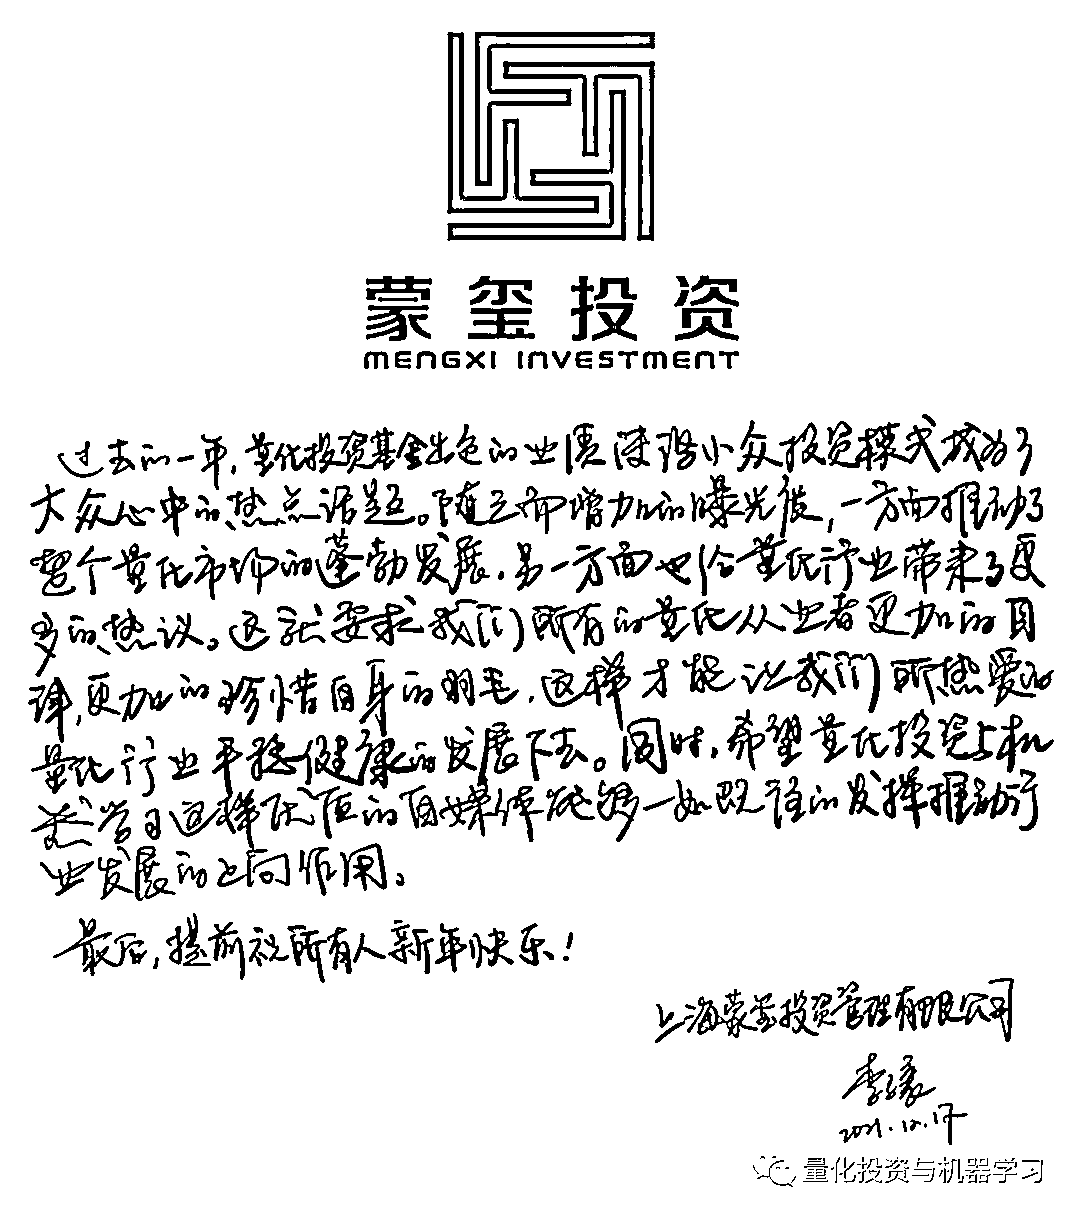 蒙玺投资
MENGXI INVESTMENT
过去的一年,量化投资基金出色的业绩使得小众投资模式成为了
大众心中的热点话题。随之而增加的曝光度,一方面推动了
整个量化市场的蓬勃发展,另一方面也给量化行业带来了更
多的热议。这就要求我们所有的量化从业者更加的自
律,更加的珍惜自身的羽毛,这样才能让我们所热爱的
量化行业平稳健康的发展下去。同时,希望量化投资与机
器学习这样优质的自媒体能够一如既往的发挥推动行
业发展的正向作用。
最后,提前祝所有人新年快乐!
上海蒙玺投资管理有限公司
李骧
2021.12.17
量化投资与机器学习